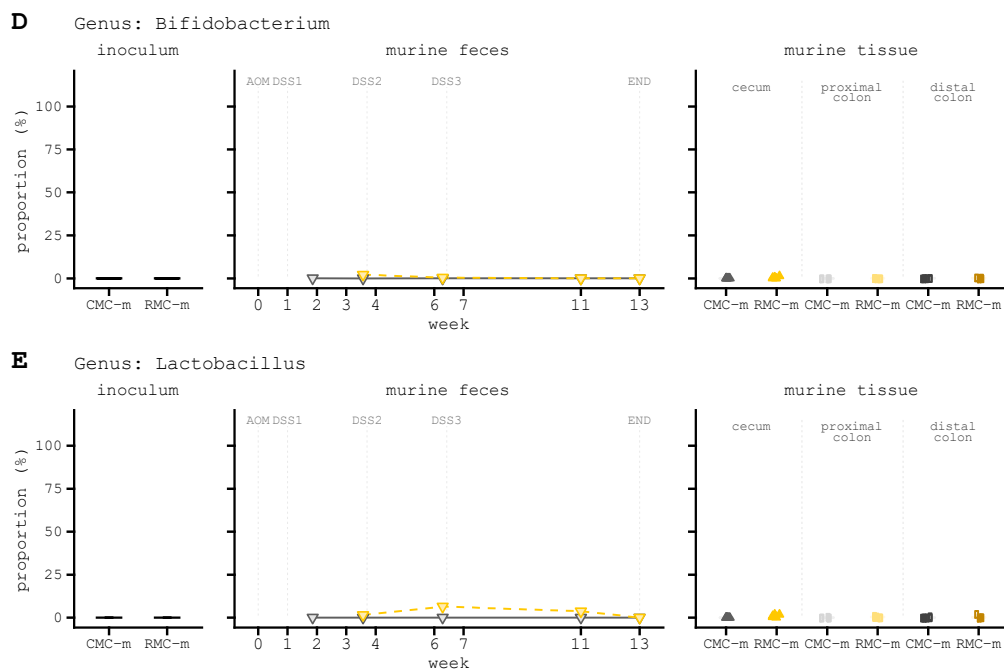 D Genus: Bifidobacterium
inoculum murine feces murine tissue
AOM DSS1 DSS2 DSS3 END
cecum proximal colon distal colon
proportion (%)
100
75
50
25
0
CMC-m RMC-m
0 1 2 3 4 6 7 11 13
week
CMC-m RMC-m CMC-m RMC-m CMC-m RMC-m
E Genus: Lactobacillus
inoculum murine feces murine tissue
AOM DSS1 DSS2 DSS3 END
cecum proximal colon distal colon
proportion (%)
100
75
50
25
0
CMC-m RMC-m
0 1 2 3 4 6 7 11 13
week
CMC-m RMC-m CMC-m RMC-m CMC-m RMC-m